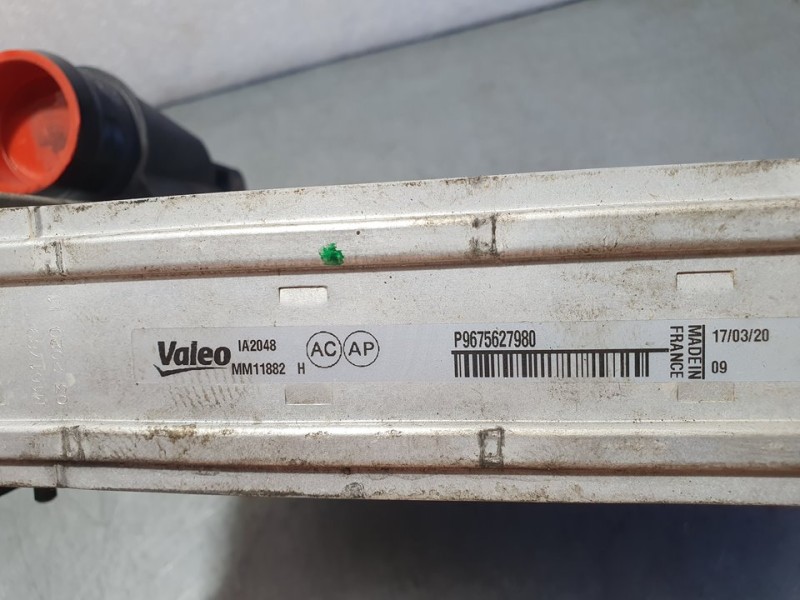 Valeo
IA2048
MM11882 H
AC AP
P9675627980
MADE IN
FRANCE
17/03/20
09